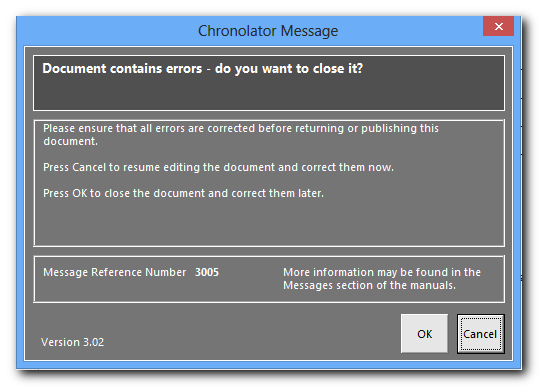 Chronolator Message
Document contains errors - do you want to close it?
Please ensure that all errors are corrected before returning or publishing this
document.
Press Cancel to resume editing the document and correct them now.
Press OK to close the document and correct them later.
Message Reference Number 3005
More information may be found in the
Messages section of the manuals.
OK
Cancel
Version 3.02